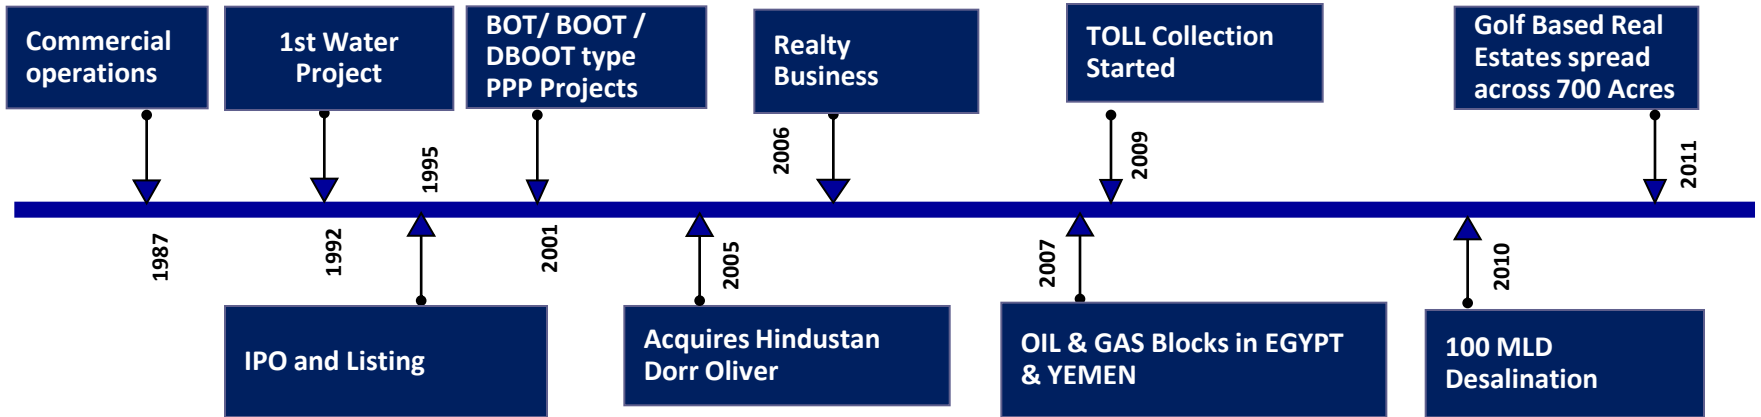 Commercial
operations
1st Water
Project
BOT/ BOOT /
DBOOT type
PPP Projects
Realty
Business
TOLL Collection
Started
Golf Based Real
Estates spread
across 700 Acres
1987
1992
1995
2001
2005
2006
2007
2009
2010
2011
IPO and Listing
Acquires Hindustan
Dorr Oliver
OIL & GAS Blocks in EGYPT
& YEMEN
100 MLD
Desalination